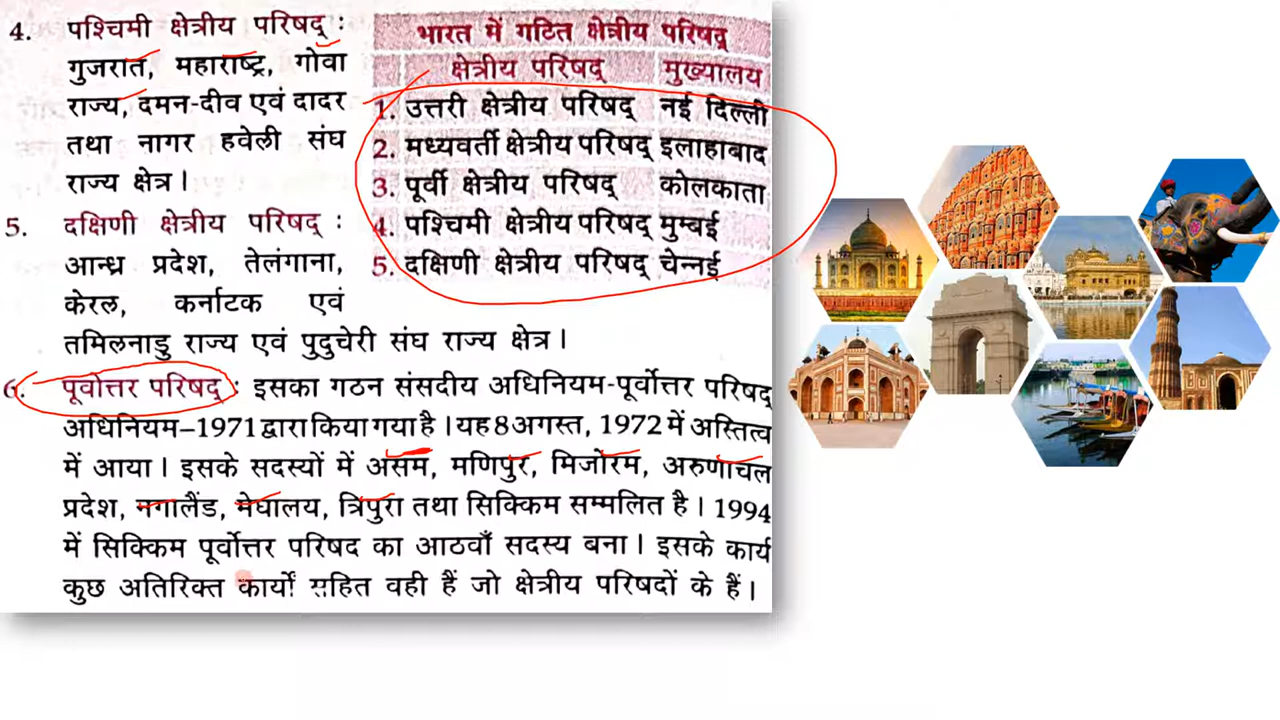 4. पश्चिमी क्षेत्रीय परिषद् :
गुजरात, महाराष्ट्र, गोवा
राज्य, दमन-दीव एवं दादर
तथा नागर हवेली संघ
राज्य क्षेत्र।
भारत में गटित क्षेत्रीय परिषद्
क्षेत्रीय परिषद् मुख्यालय
1. उत्तरी क्षेत्रीय परिषद् नई दिल्ली
2. मध्यवर्ती क्षेत्रीय परिषद् इलाहाबाद
3. पूर्वी क्षेत्रीय परिषद् कोलकाता
4. पश्चिमी क्षेत्रीय परिषद् मुम्बई
5. दक्षिणी क्षेत्रीय परिषद् चेन्नई
5. दक्षिणी क्षेत्रीय परिषद् :
आन्ध्र प्रदेश, तेलंगाना,
केरल, कर्नाटक एवं
तमिलनाडु राज्य एवं पुदुचेरी संघ राज्य क्षेत्र।
6. पूर्वोत्तर परिषद् : इसका गठन संसदीय अधिनियम-पूर्वोत्तर परिषद्
अधिनियम–1971 द्वारा किया गया है। यह 8 अगस्त, 1972 में अस्तित्व
में आया। इसके सदस्यों में असम, मणिपुर, मिजोरम, अरुणाचल
प्रदेश, नगालैंड, मेघालय, त्रिपुरा तथा सिक्किम सम्मलित है। 1994
में सिक्किम पूर्वोत्तर परिषद का आठवाँ सदस्य बना। इसके कार्य
कुछ अतिरिक्त कार्यों सहित वही हैं जो क्षेत्रीय परिषदों के हैं।